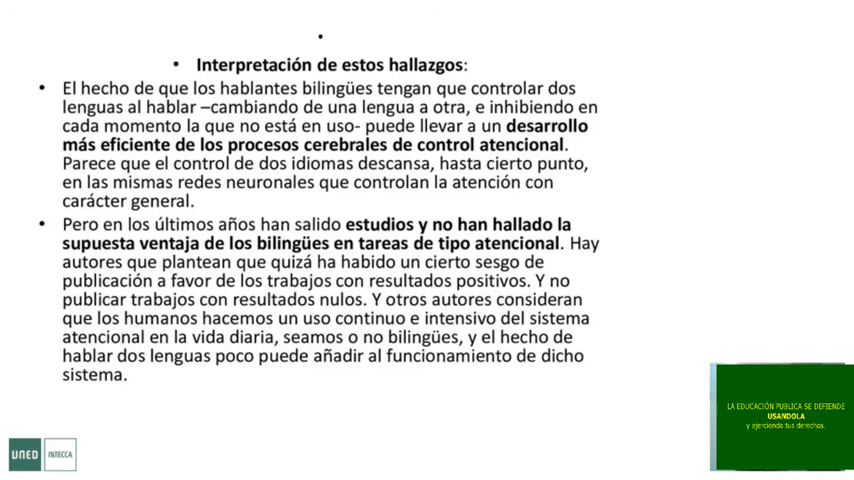 •
• Interpretación de estos hallazgos:
• El hecho de que los hablantes bilingües tengan que controlar dos
lenguas al hablar –cambiando de una lengua a otra, e inhibiendo en
cada momento la que no está en uso- puede llevar a un desarrollo
más eficiente de los procesos cerebrales de control atencional.
Parece que el control de dos idiomas descansa, hasta cierto punto,
en las mismas redes neuronales que controlan la atención con
carácter general.
• Pero en los últimos años han salido estudios y no han hallado la
supuesta ventaja de los bilingües en tareas de tipo atencional. Hay
autores que plantean que quizá ha habido un cierto sesgo de
publicación a favor de los trabajos con resultados positivos. Y no
publicar trabajos con resultados nulos. Y otros autores consideran
que los humanos hacemos un uso continuo e intensivo del sistema
atencional en la vida diaria, seamos o no bilingües, y el hecho de
hablar dos lenguas poco puede añadir al funcionamiento de dicho
sistema.
LA EDUCACIÓN PUBLICA SE DEFIENDE
USANDOLA
y ejerciendo tus derechos.
UNED INTECCA